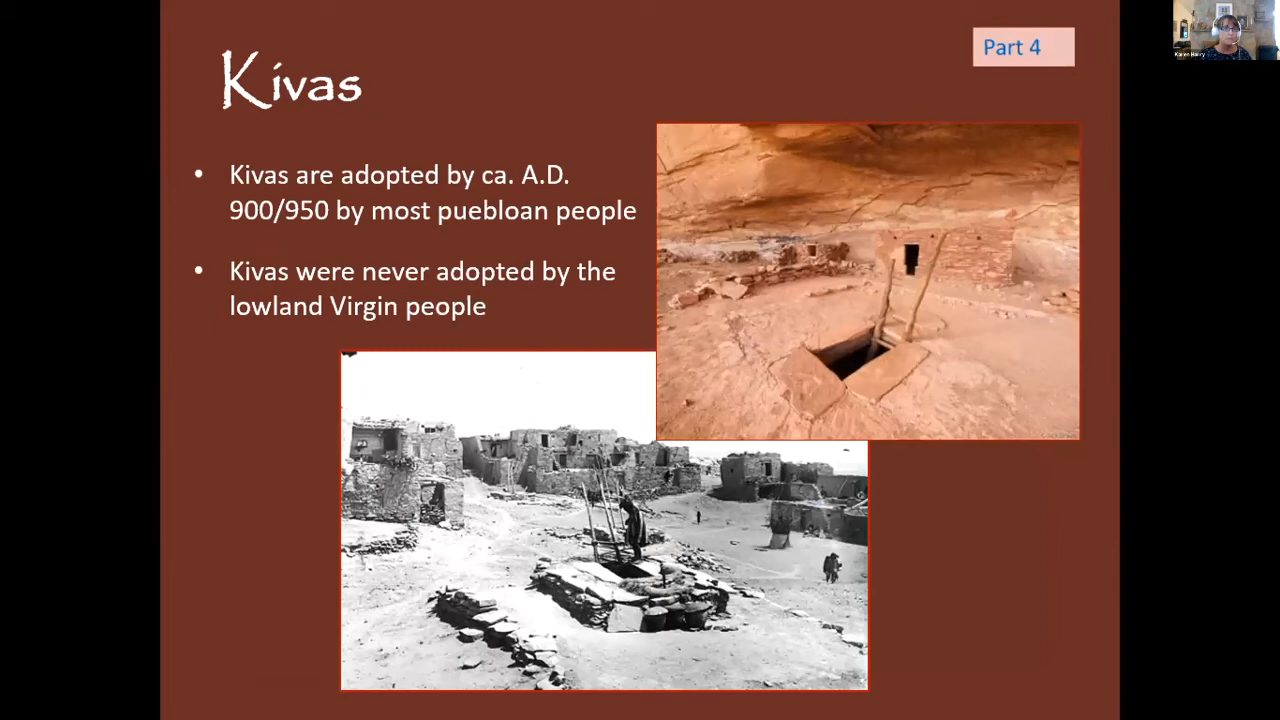 Kivas
Part 4
• Kivas are adopted by ca. A.D.
900/950 by most puebloan people
• Kivas were never adopted by the
lowland Virgin people